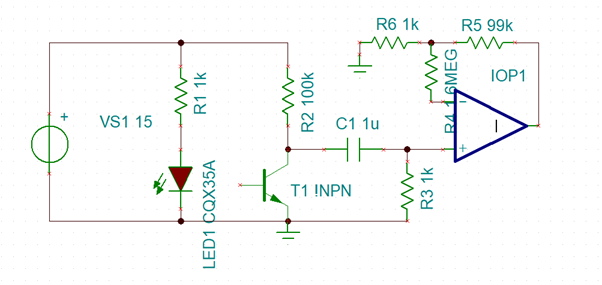 R6 1k
R5 99k
IOP1
R4 1.6MEG
R1 1k
VS1 15
R2 100k
C1 1u
T1 !NPN
R3 1k
LED1 CQX35A
+
−
+
I